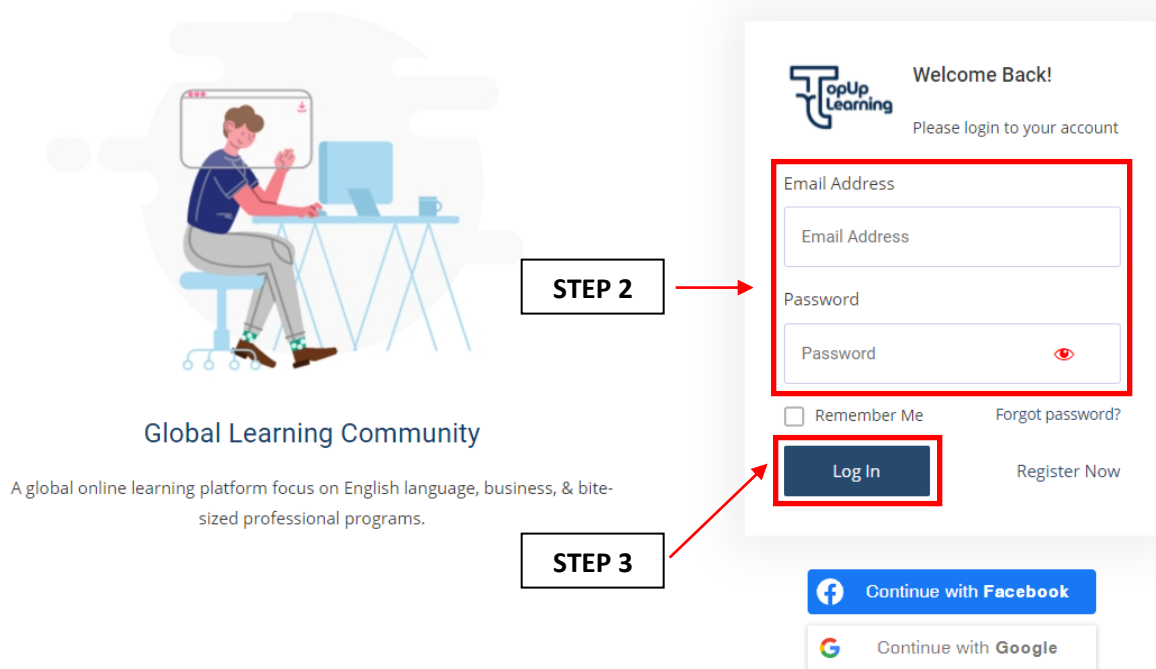 TopUp
Learning
Welcome Back!
Please login to your account
Email Address
Email Address
Password
Password
Remember Me
Forgot password?
Log In
Register Now
STEP 2
STEP 3
Global Learning Community
A global online learning platform focus on English language, business, & bite-
sized professional programs.
Continue with Facebook
Continue with Google